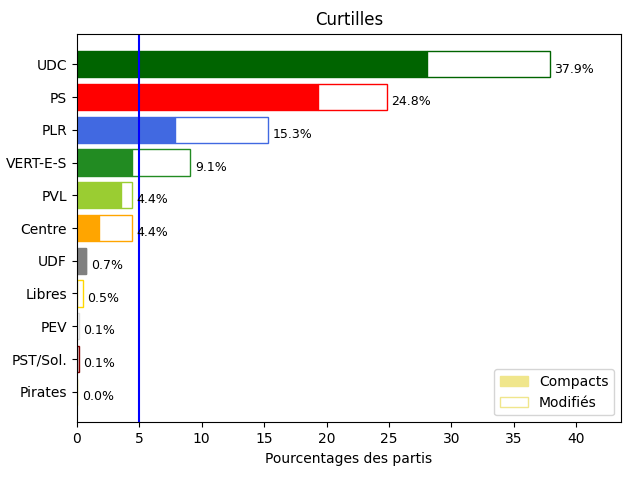 Curtilles
UDC 37.9%
PS 24.8%
PLR 15.3%
VERT-E-S 9.1%
PVL 4.4%
Centre 4.4%
UDF 0.7%
Libres 0.5%
PEV 0.1%
PST/Sol. 0.1%
Pirates 0.0%
Compacts
Modifiés
0 5 10 15 20 25 30 35 40
Pourcentages des partis